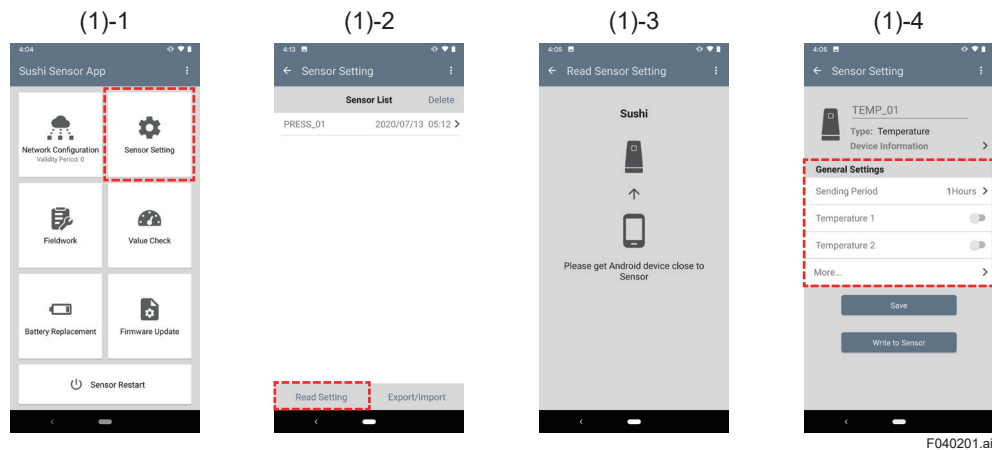 (1)-1
4:04
Sushi Sensor App
Network Configuration
Validity Period: 0
Sensor Setting
Fieldwork
Value Check
Battery Replacement
Firmware Update
Sensor Restart
(1)-2
4:13
Sensor Setting
Sensor List
Delete
PRESS_01
2020/07/13 05:12
Read Setting
Export/Import
(1)-3
4:05
Read Sensor Setting
Sushi
Please get Android device close to
Sensor
(1)-4
4:05
Sensor Setting
TEMP_01
Type: Temperature
Device Information
General Settings
Sending Period
1Hours
Temperature 1
Temperature 2
More...
Save
Write to Sensor
F040201.ai